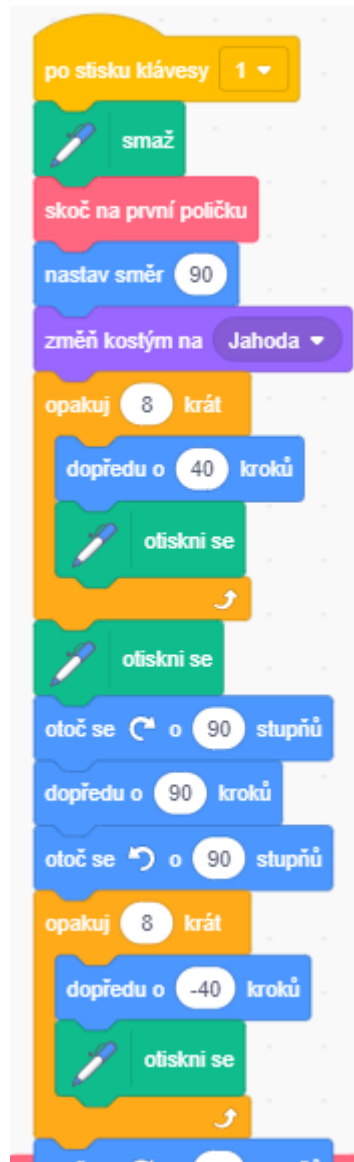 po stisku klávesy 1
smaž
skoč na první poličku
nastav směr 90
změň kostým na Jahoda
opakuj 8 krát
dopředu o 40 kroků
otiskni se
otiskni se
otoč se o 90 stupňů
dopředu o 90 kroků
otoč se o 90 stupňů
opakuj 8 krát
dopředu o -40 kroků
otiskni se